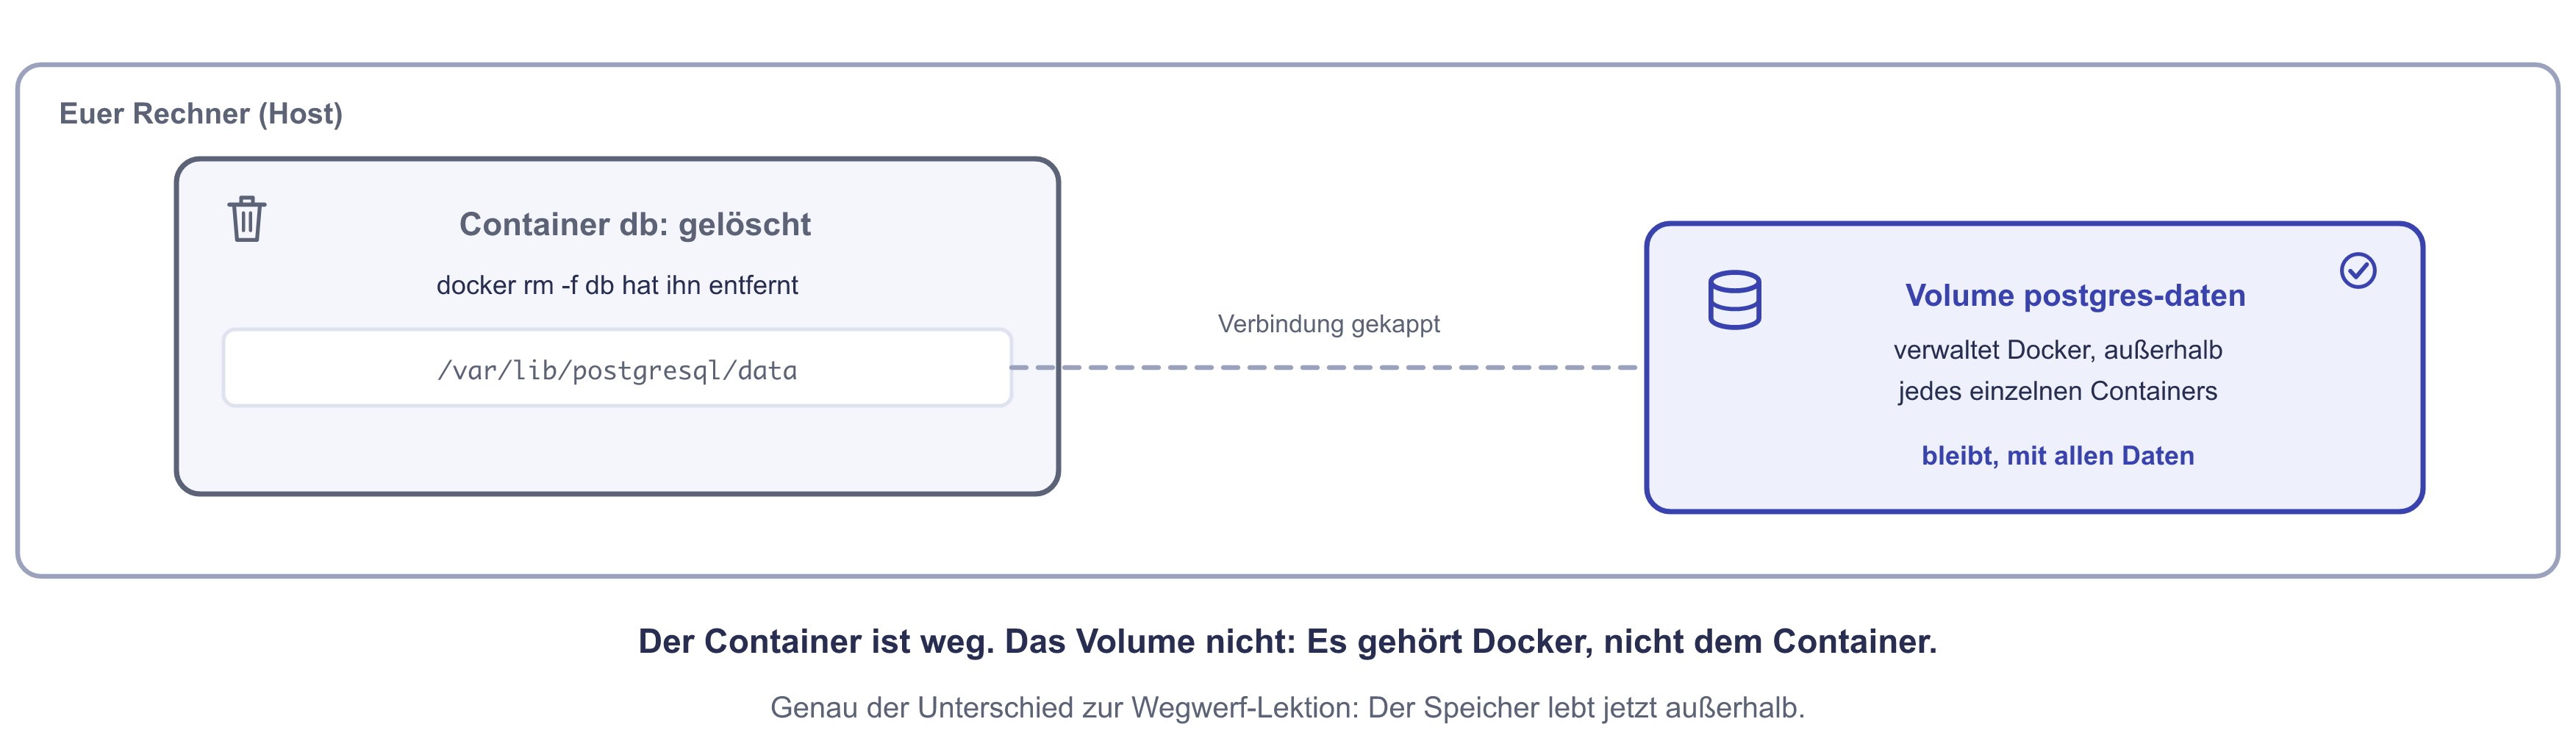 Euer Rechner (Host)
Container db: gelöscht
docker rm -f db hat ihn entfernt
/var/lib/postgresql/data
Verbindung gekappt
Volume postgres-daten
verwaltet Docker, außerhalb
jedes einzelnen Containers
bleibt, mit allen Daten
Der Container ist weg. Das Volume nicht: Es gehört Docker, nicht dem Container.
Genau der Unterschied zur Wegwerf-Lektion: Der Speicher lebt jetzt außerhalb.